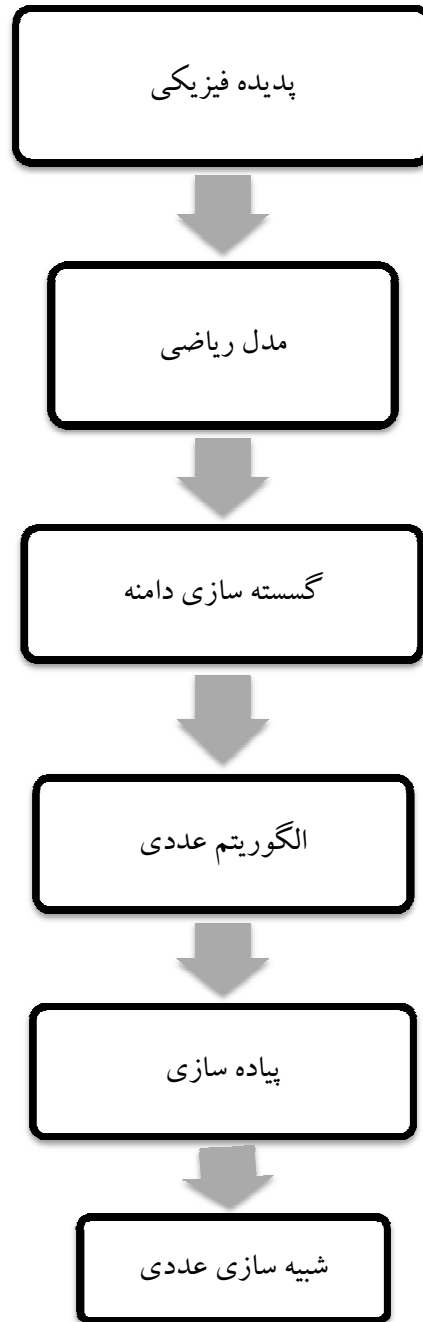 پدیده فیزیکی
مدل ریاضی
گسسته سازی دامنه
الگوریتم عددی
پیاده سازی
شبیه سازی عددی